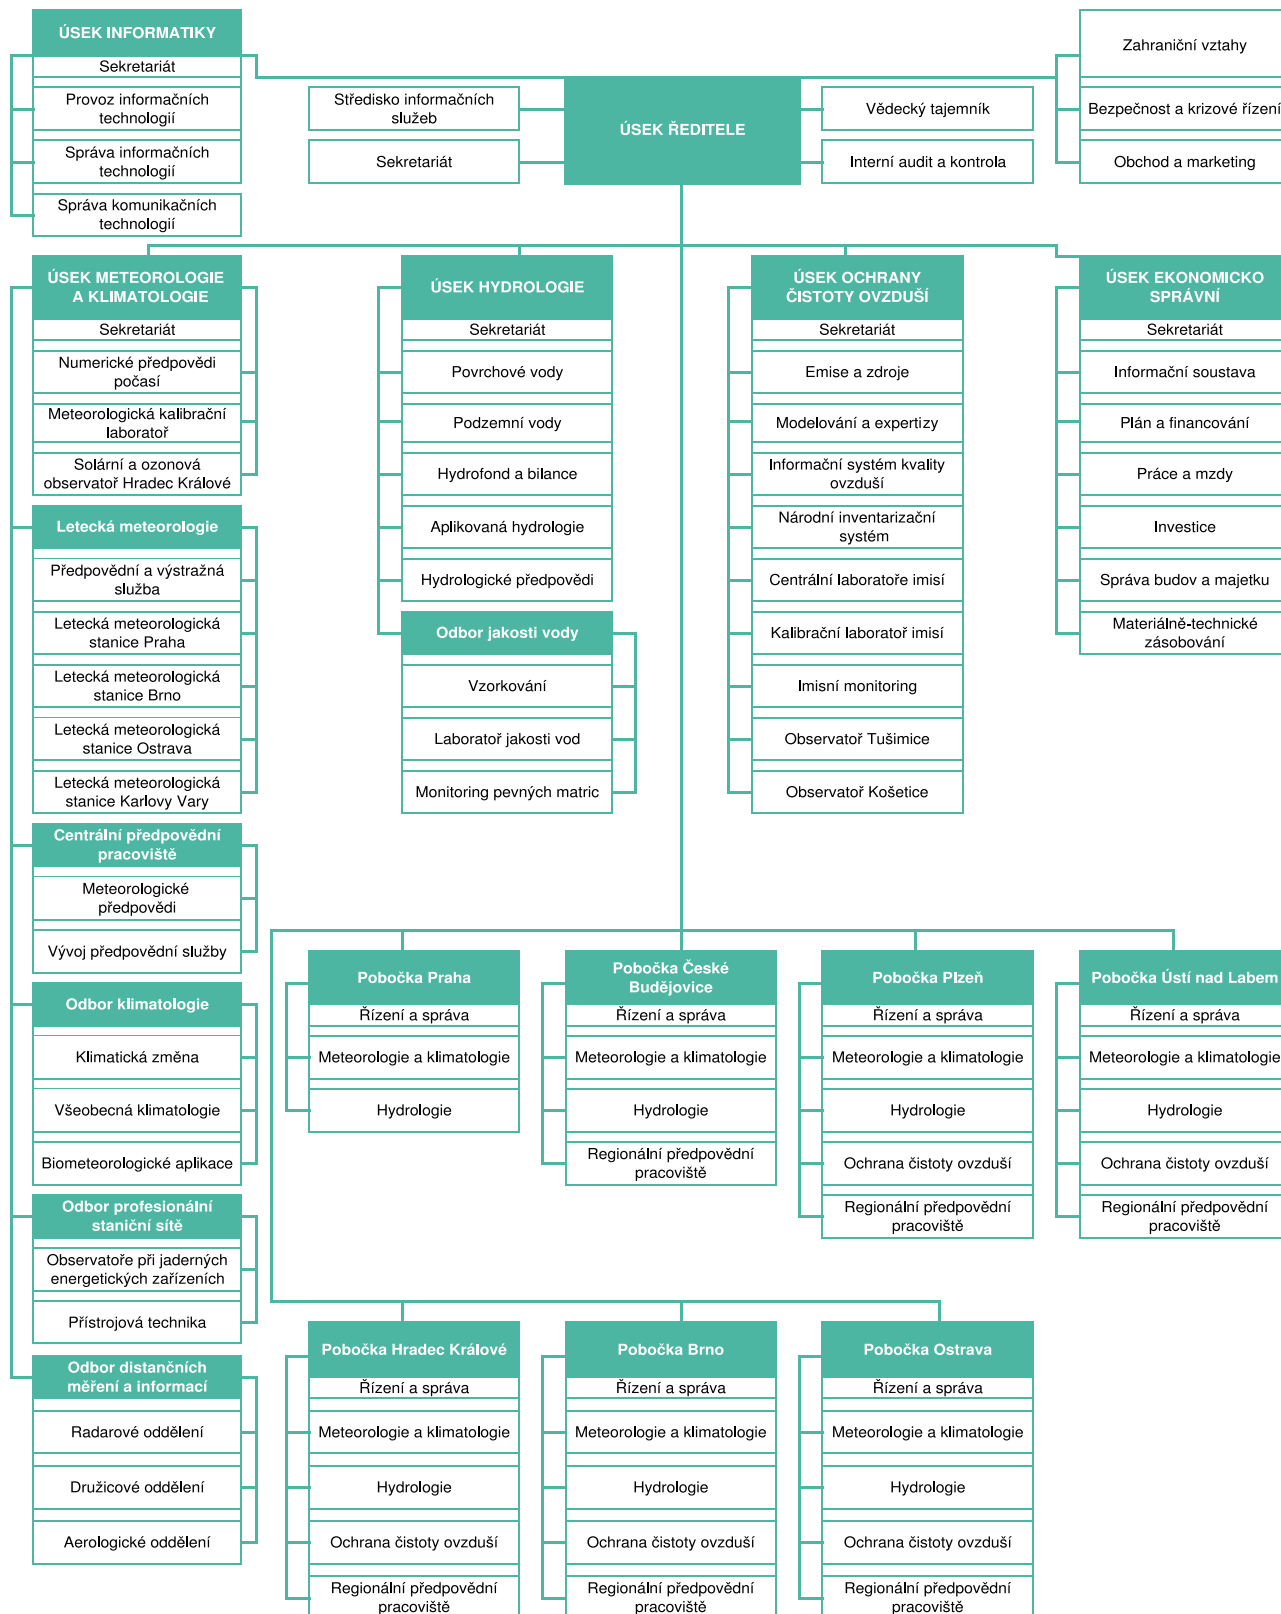 ÚSEK INFORMATIKY
Sekretariát
Provoz informačních
technologií
Správa informačních
technologií
Správa komunikačních
technologií
Středisko informačních
služeb
Sekretariát
ÚSEK ŘEDITELE
Vědecký tajemník
Interní audit a kontrola
Zahraniční vztahy
Bezpečnost a krizové řízení
Obchod a marketing
ÚSEK METEOROLOGIE
A KLIMATOLOGIE
Sekretariát
Numerické předpovědi
počasí
Meteorologická kalibrační
laboratoř
Solární a ozonová
observatoř Hradec Králové
Letecká meteorologie
Předpovědní a výstražná
služba
Letecká meteorologická
stanice Praha
Letecká meteorologická
stanice Brno
Letecká meteorologická
stanice Ostrava
Letecká meteorologická
stanice Karlovy Vary
Centrální předpovědní
pracoviště
Meteorologické
předpovědi
Vývoj předpovědní služby
Odbor klimatologie
Klimatická změna
Všeobecná klimatologie
Biometeorologické aplikace
Odbor profesionální
staniční sítě
Observatoře při jaderných
energetických zařízeních
Přístrojová technika
Odbor distančních
měření a informací
Radarové oddělení
Družicové oddělení
Aerologické oddělení
ÚSEK HYDROLOGIE
Sekretariát
Povrchové vody
Podzemní vody
Hydrofond a bilance
Aplikovaná hydrologie
Hydrologické předpovědi
Odbor jakosti vody
Vzorkování
Laboratoř jakosti vod
Monitoring pevných matric
ÚSEK OCHRANY
ČISTOTY OVZDUŠÍ
Sekretariát
Emise a zdroje
Modelování a expertizy
Informační systém kvality
ovzduší
Národní inventarizační
systém
Centrální laboratoře imisí
Kalibrační laboratoř imisí
Imisní monitoring
Observatoř Tušimice
Observatoř Košetice
ÚSEK EKONOMICKO
SPRÁVNÍ
Sekretariát
Informační soustava
Plán a financování
Práce a mzdy
Investice
Správa budov a majetku
Materiálně-technické
zásobování
Pobočka Praha
Řízení a správa
Meteorologie a klimatologie
Hydrologie
Pobočka České
Budějovice
Řízení a správa
Meteorologie a klimatologie
Hydrologie
Regionální předpovědní
pracoviště
Pobočka Plzeň
Řízení a správa
Meteorologie a klimatologie
Hydrologie
Ochrana čistoty ovzduší
Regionální předpovědní
pracoviště
Pobočka Ústí nad Labem
Řízení a správa
Meteorologie a klimatologie
Hydrologie
Ochrana čistoty ovzduší
Regionální předpovědní
pracoviště
Pobočka Hradec Králové
Řízení a správa
Meteorologie a klimatologie
Hydrologie
Ochrana čistoty ovzduší
Regionální předpovědní
pracoviště
Pobočka Brno
Řízení a správa
Meteorologie a klimatologie
Hydrologie
Ochrana čistoty ovzduší
Regionální předpovědní
pracoviště
Pobočka Ostrava
Řízení a správa
Meteorologie a klimatologie
Hydrologie
Ochrana čistoty ovzduší
Regionální předpovědní
pracoviště